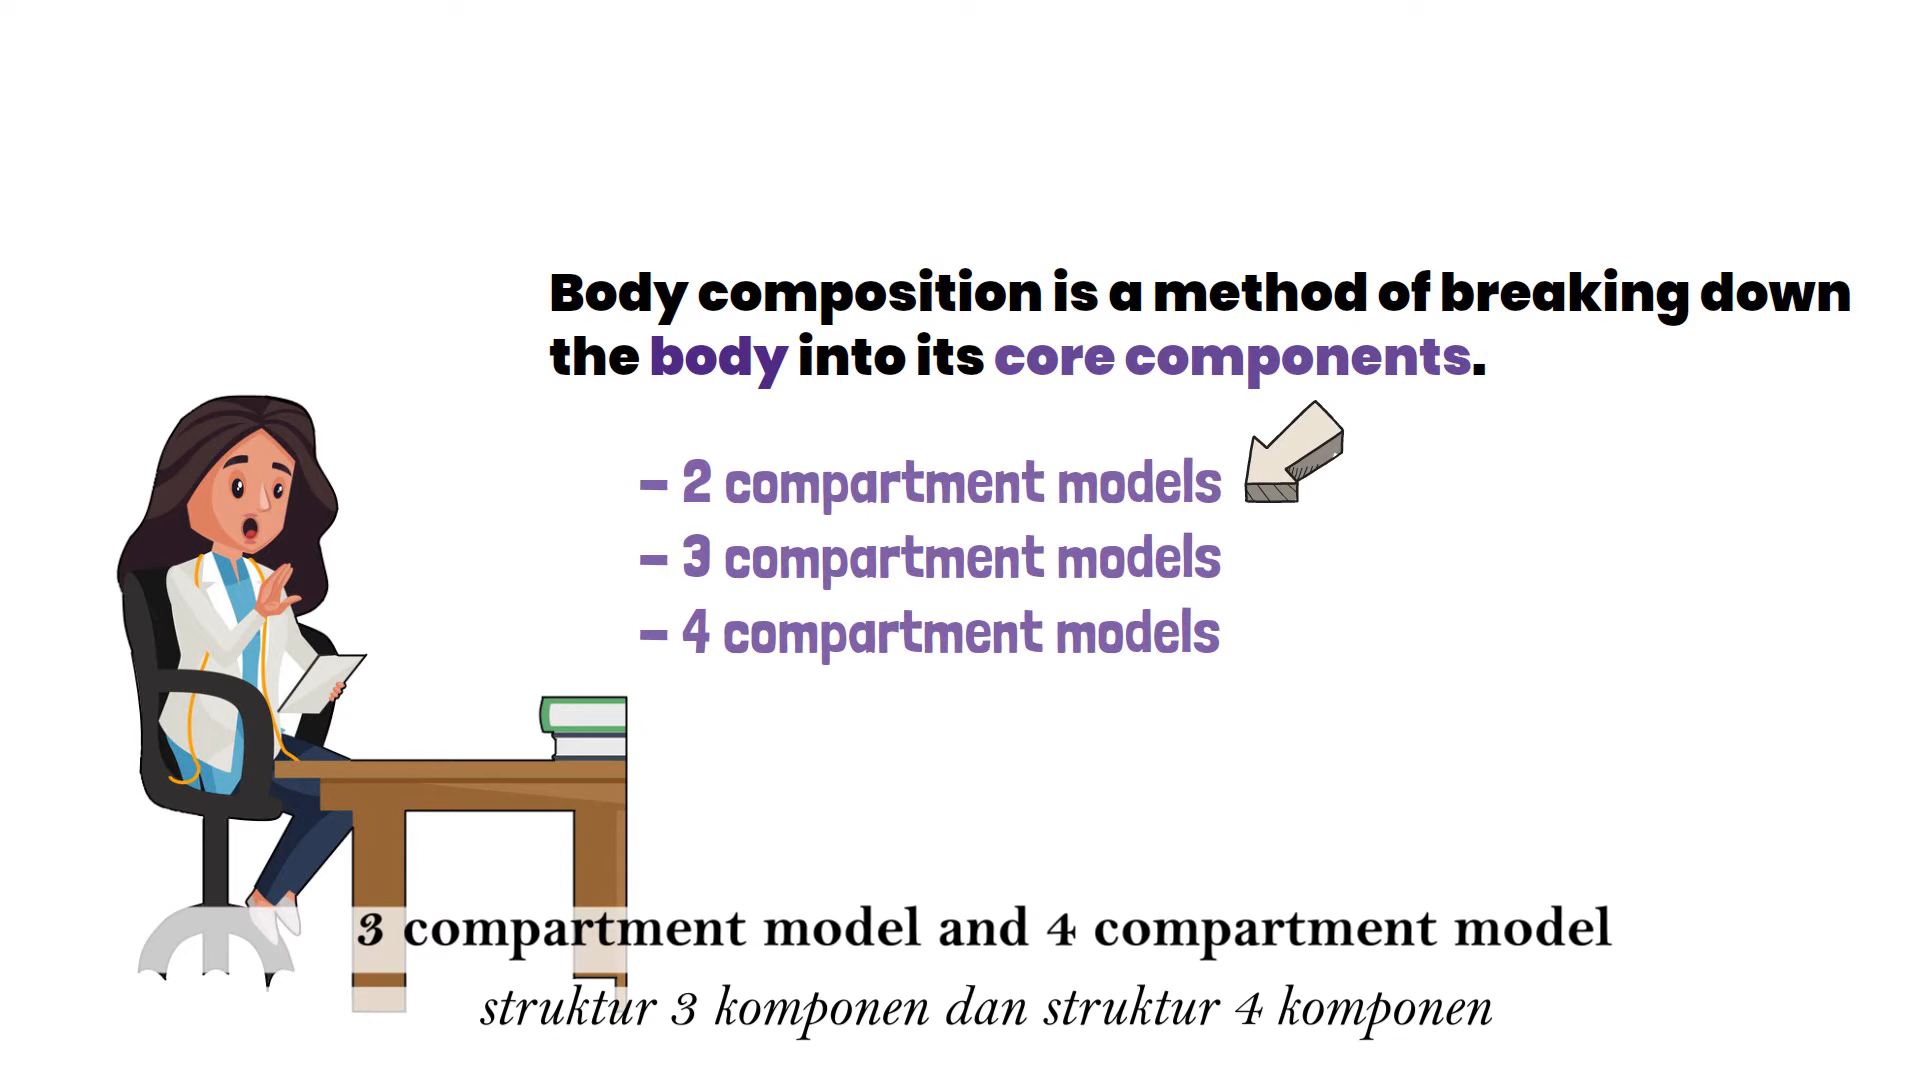 Body composition is a method of breaking down
the body into its core components.
- 2 compartment models
- 3 compartment models
- 4 compartment models
3 compartment model and 4 compartment model
struktur 3 komponen dan struktur 4 komponen